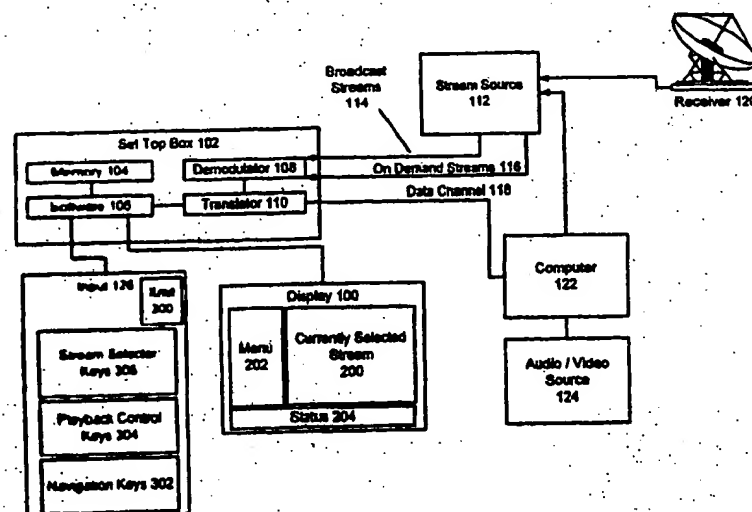 Broadcast
Streams
114
Stream Source
112
Receiver 120
Set Top Box 102
Memory 104
Demodulator 108
On Demand Streams 116
Software 106
Translator 110
Data Channel 118
Computer
122
Input 126
300
Display 100
Menu
202
Currently Selected
Stream
200
Status 204
Audio / Video
Source
124
Stream Selector
Keys 306
Playback Control
Keys 304
Navigation Keys 302